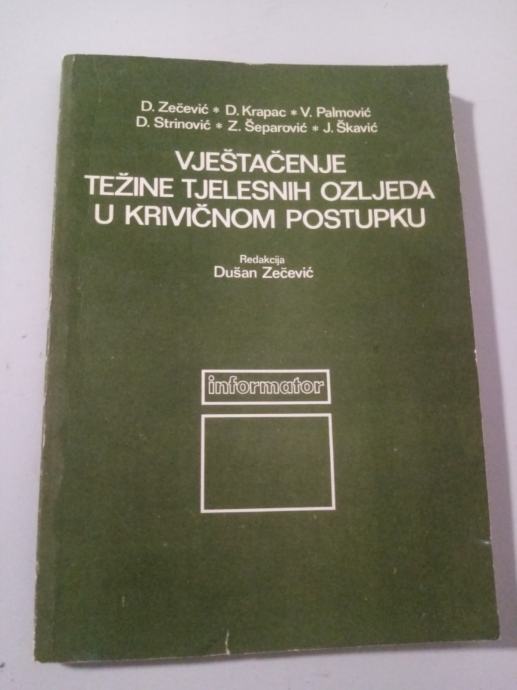 D. Zečević * D. Krapac * V. Palmović
D. Strinović * Z. Šeparović * J. Škavić
VJEŠTAČENJE
TEŽINE TJELESNIH OZLJEDA
U KRIVIČNOM POSTUPKU
Redakcija
Dušan Zečević
informator